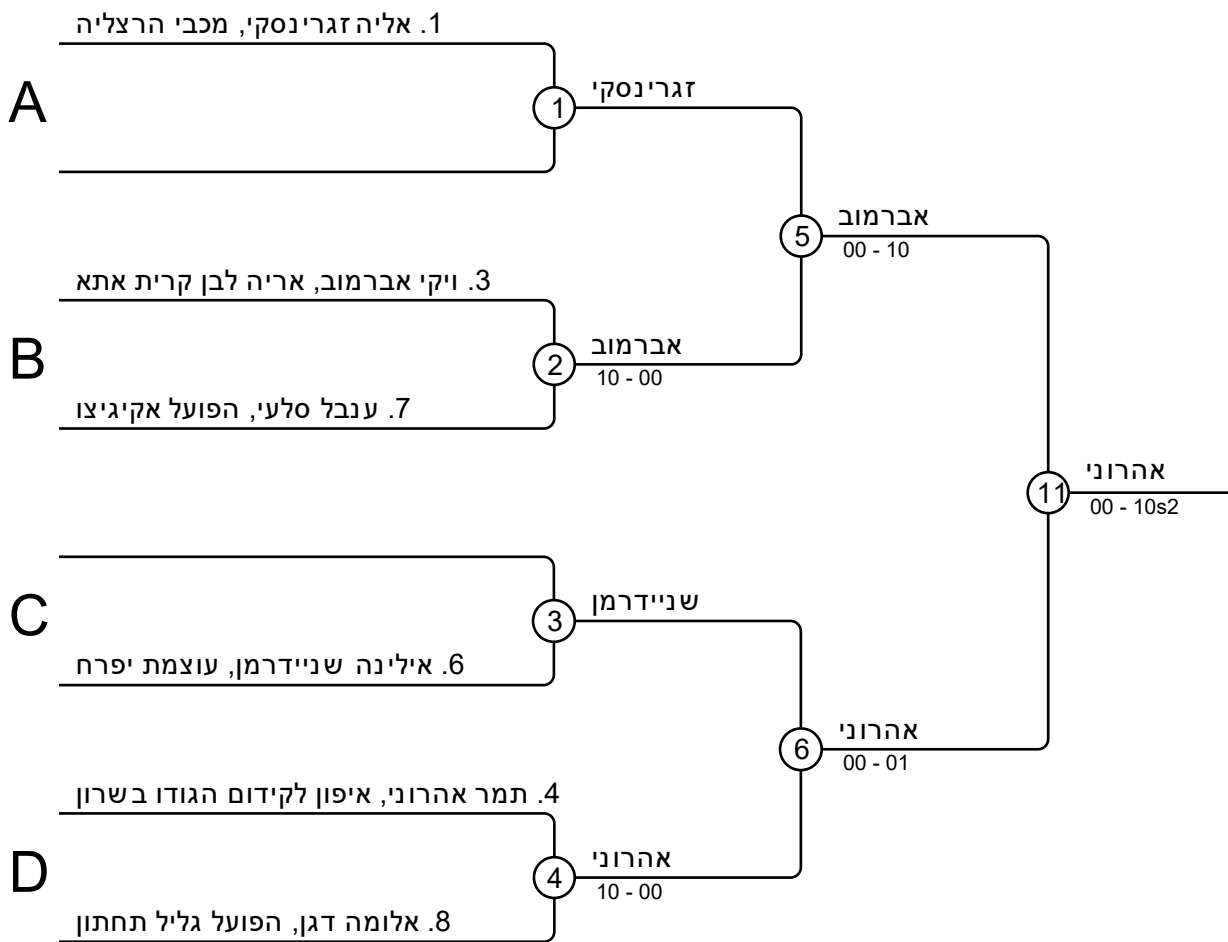 1. אליה זגרינסקי, מכבי הרצליה
A
1
זגרינסקי
5
אברמוב
00 - 10
3. ויקי אברמוב, אריה לבן קרית אתא
B
2
אברמוב
10 - 00
7. ענבל סלעי, הפועל אקיגיצו
11
אהרוני
00 - 10s2
C
3
שניידרמן
6. אילינה שניידרמן, עוצמת יפרח
6
אהרוני
00 - 01
4. תמר אהרוני, איפון לקידום הגודו בשרון
D
4
אהרוני
10 - 00
8. אלומה דגן, הפועל גליל תחתון